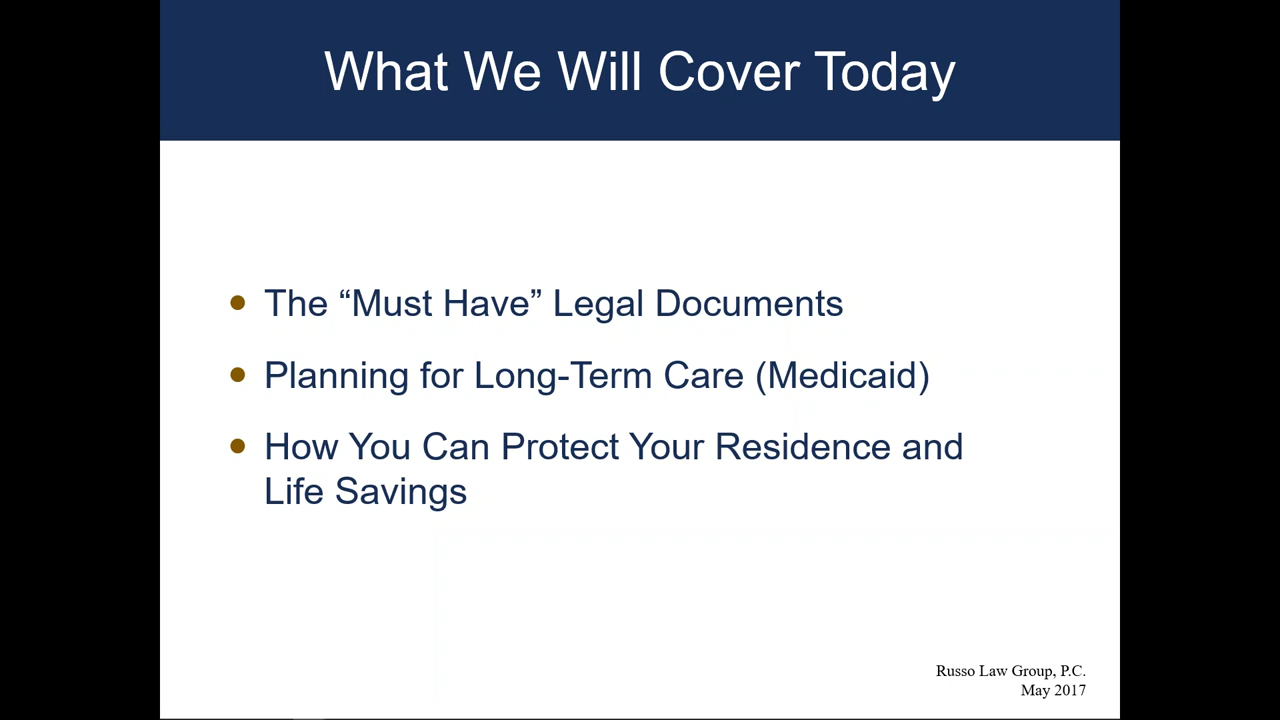 What We Will Cover Today
• The “Must Have” Legal Documents
• Planning for Long-Term Care (Medicaid)
• How You Can Protect Your Residence and
Life Savings
Russo Law Group, P.C.
May 2017